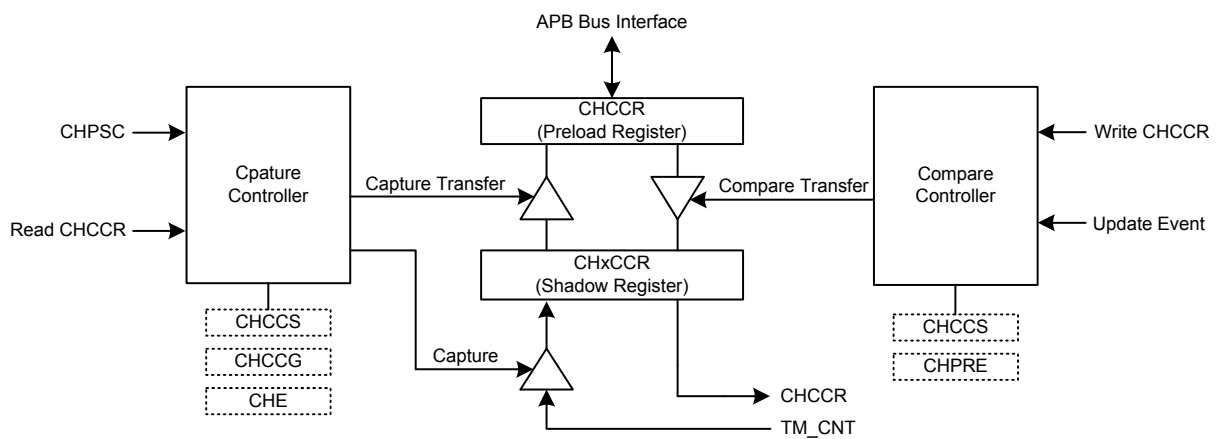 APB Bus Interface
CHCCR
(Preload Register)
CHPSC
Write CHCCR
Cpature
Controller
Capture Transfer
Compare Transfer
Compare
Controller
Read CHCCR
Update Event
CHxCCR
(Shadow Register)
CHCCS
CHCCG
CHE
Capture
CHCCS
CHPRE
CHCCR
TM_CNT